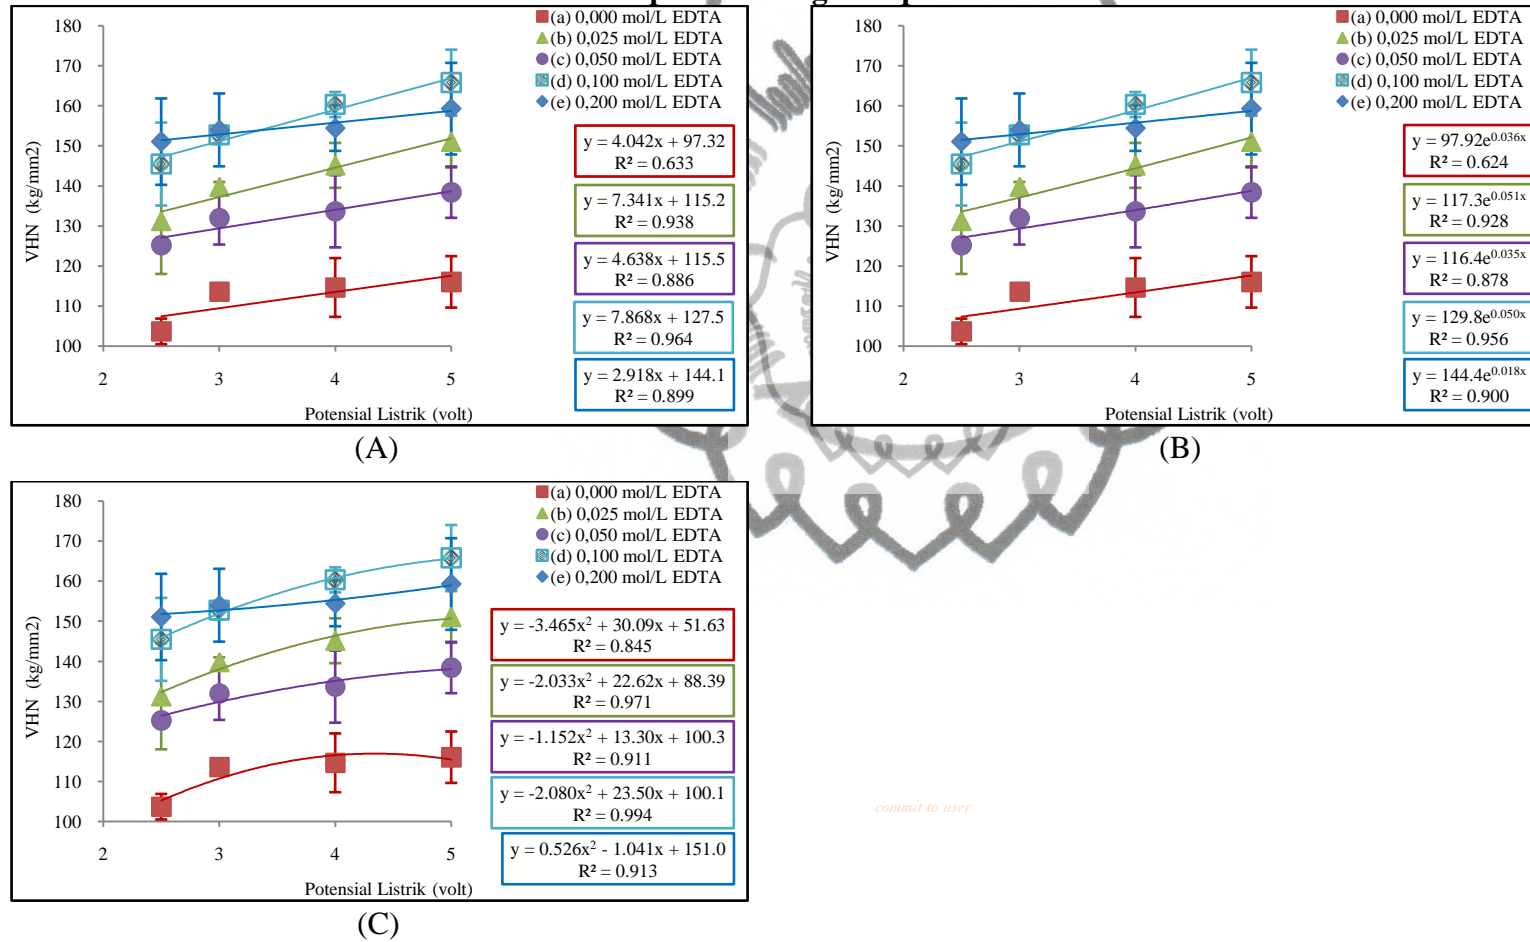 (a) 0,000 mol/L EDTA
(b) 0,025 mol/L EDTA
(c) 0,050 mol/L EDTA
(d) 0,100 mol/L EDTA
(e) 0,200 mol/L EDTA
180
170
160
150
140
130
120
110
100
VHN (kg/mm2)
2 3 4 5
Potensial Listrik (volt)
y = 4.042x + 97.32
R² = 0.633
y = 7.341x + 115.2
R² = 0.938
y = 4.638x + 115.5
R² = 0.886
y = 7.868x + 127.5
R² = 0.964
y = 2.918x + 144.1
R² = 0.899
(A)
(a) 0,000 mol/L EDTA
(b) 0,025 mol/L EDTA
(c) 0,050 mol/L EDTA
(d) 0,100 mol/L EDTA
(e) 0,200 mol/L EDTA
180
170
160
150
140
130
120
110
100
VHN (kg/mm2)
2 3 4 5
Potensial Listrik (volt)
y = 97.92e^0.036x
R² = 0.624
y = 117.3e^0.051x
R² = 0.928
y = 116.4e^0.035x
R² = 0.878
y = 129.8e^0.050x
R² = 0.956
y = 144.4e^0.018x
R² = 0.900
(B)
(a) 0,000 mol/L EDTA
(b) 0,025 mol/L EDTA
(c) 0,050 mol/L EDTA
(d) 0,100 mol/L EDTA
(e) 0,200 mol/L EDTA
180
170
160
150
140
130
120
110
100
VHN (kg/mm2)
2 3 4 5
Potensial Listrik (volt)
y = -3.465x² + 30.09x + 51.63
R² = 0.845
y = -2.033x² + 22.62x + 88.39
R² = 0.971
y = -1.152x² + 13.30x + 100.3
R² = 0.911
y = -2.080x² + 23.50x + 100.1
R² = 0.994
y = 0.526x² - 1.041x + 151.0
R² = 0.913
(C)
commit to user